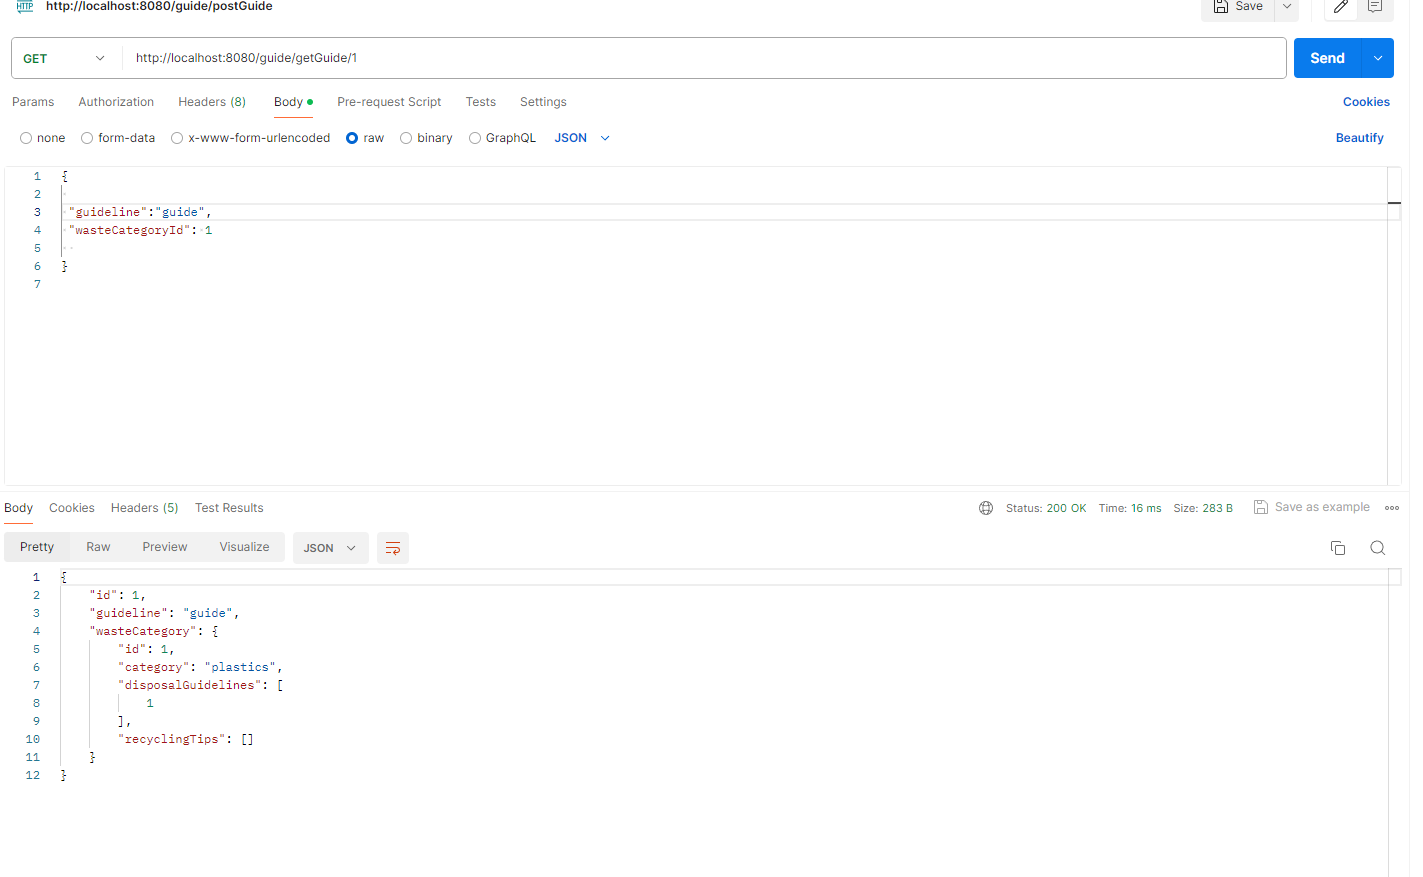 HTTP http://localhost:8080/guide/postGuide Save
GET http://localhost:8080/guide/getGuide/1 Send
Params Authorization Headers (8) Body Pre-request Script Tests Settings Cookies
none form-data x-www-form-urlencoded raw binary GraphQL JSON Beautify
1 {
2
3 "guideline":"guide",
4 "wasteCategoryId": 1
5
6 }
7
Body Cookies Headers (5) Test Results Status: 200 OK Time: 16 ms Size: 283 B Save as example
Pretty Raw Preview Visualize JSON
1 {
2 "id": 1,
3 "guideline": "guide",
4 "wasteCategory": {
5 "id": 1,
6 "category": "plastics",
7 "disposalGuidelines": [
8 1
9 ],
10 "recyclingTips": []
11 }
12 }